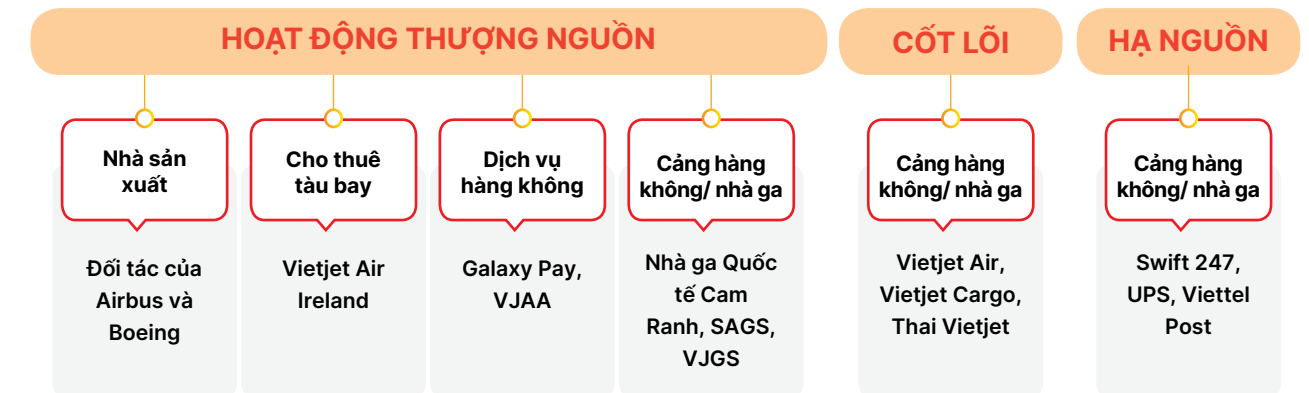 HOẠT ĐỘNG THƯỢNG NGUỒN
CỐT LÕI
HẠ NGUỒN
Nhà sản
xuất
Đối tác của
Airbus và
Boeing
Cho thuê
tàu bay
Vietjet Air
Ireland
Dịch vụ
hàng không
Galaxy Pay,
VJAA
Cảng hàng
không/ nhà ga
Nhà ga Quốc
tế Cam
Ranh, SAGS,
VJGS
Cảng hàng
không/ nhà ga
Vietjet Air,
Vietjet Cargo,
Thai Vietjet
Cảng hàng
không/ nhà ga
Swift 247,
UPS, Viettel
Post